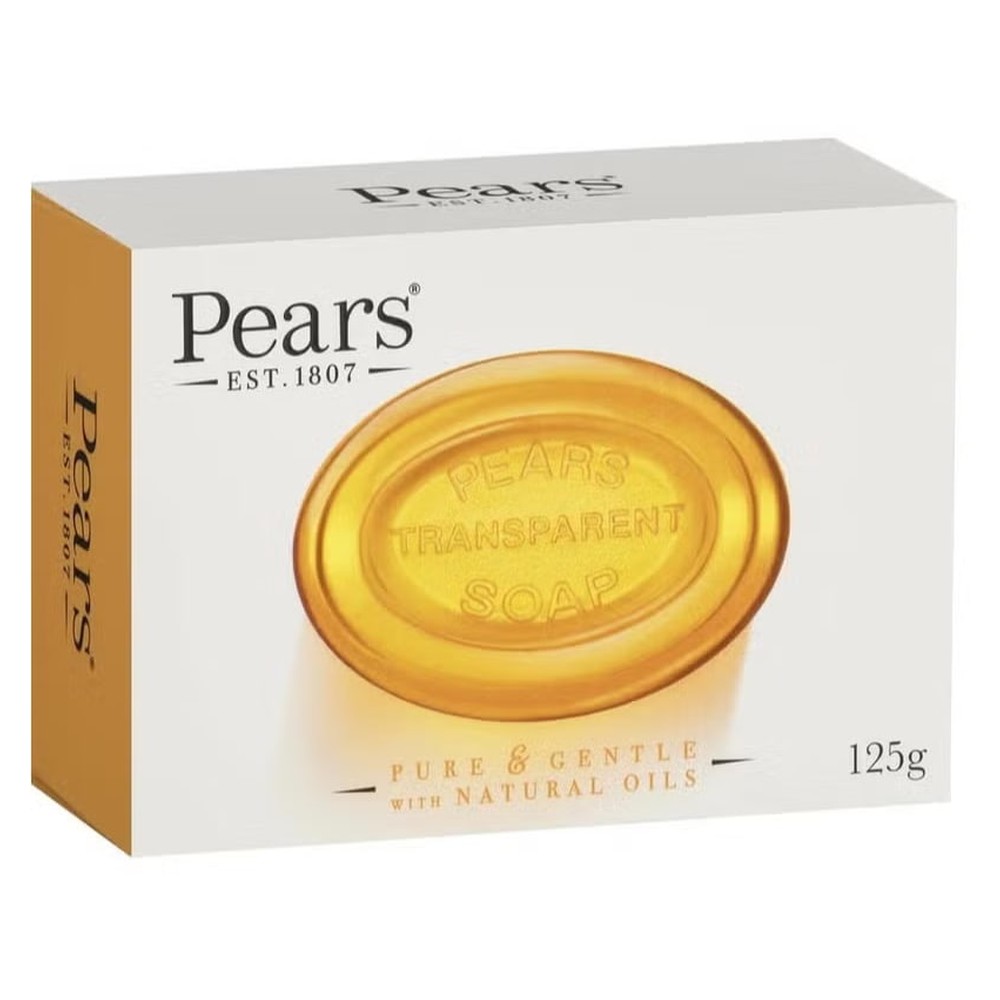 Pears
EST. 1807
Pears®
EST. 1807
Pears®
EST. 1807
PEARS
TRANSPARENT
SOAP
PURE & GENTLE
WITH NATURAL OILS
125g